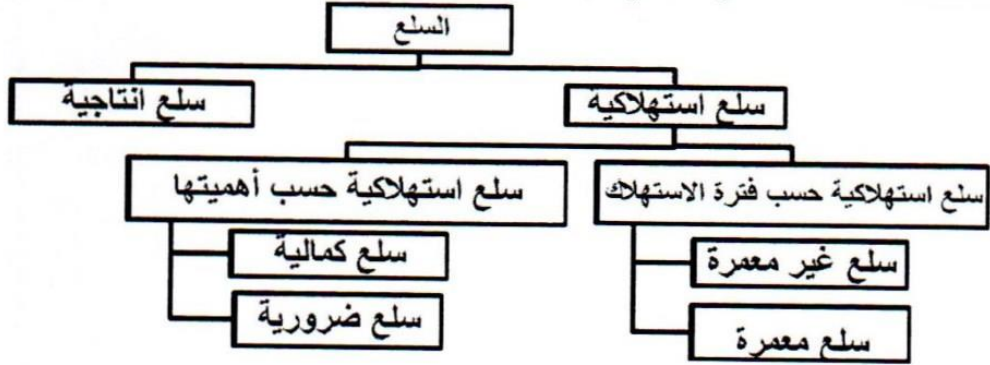 السلع
سلع استهلاكية
سلع انتاجية
سلع استهلاكية حسب فترة الاستهلاك
سلع استهلاكية حسب أهميتها
سلع غير معمرة
سلع كمالية
سلع معمرة
سلع ضرورية